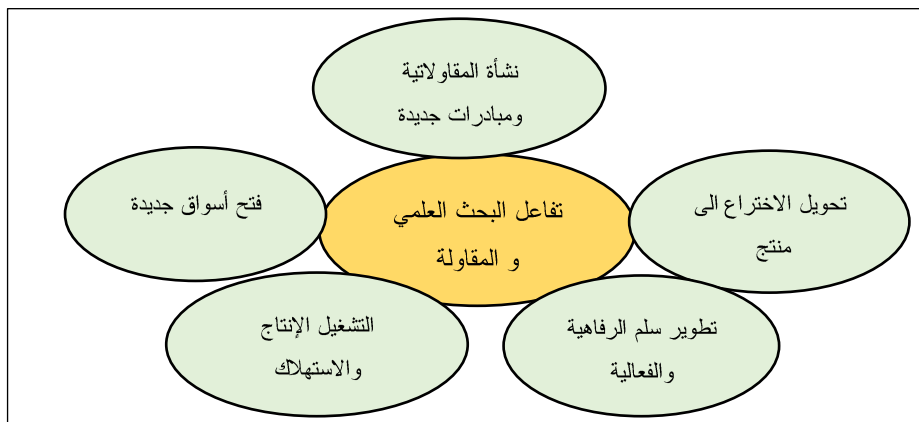 نشأة المقاولاتية
ومبادرات جديدة
تحويل الاختراع الى
منتج
تفاعل البحث العلمي
و المقاولة
فتح أسواق جديدة
تطوير سلم الرفاهية
والفعالية
التشغيل الإنتاج
والاستهلاك